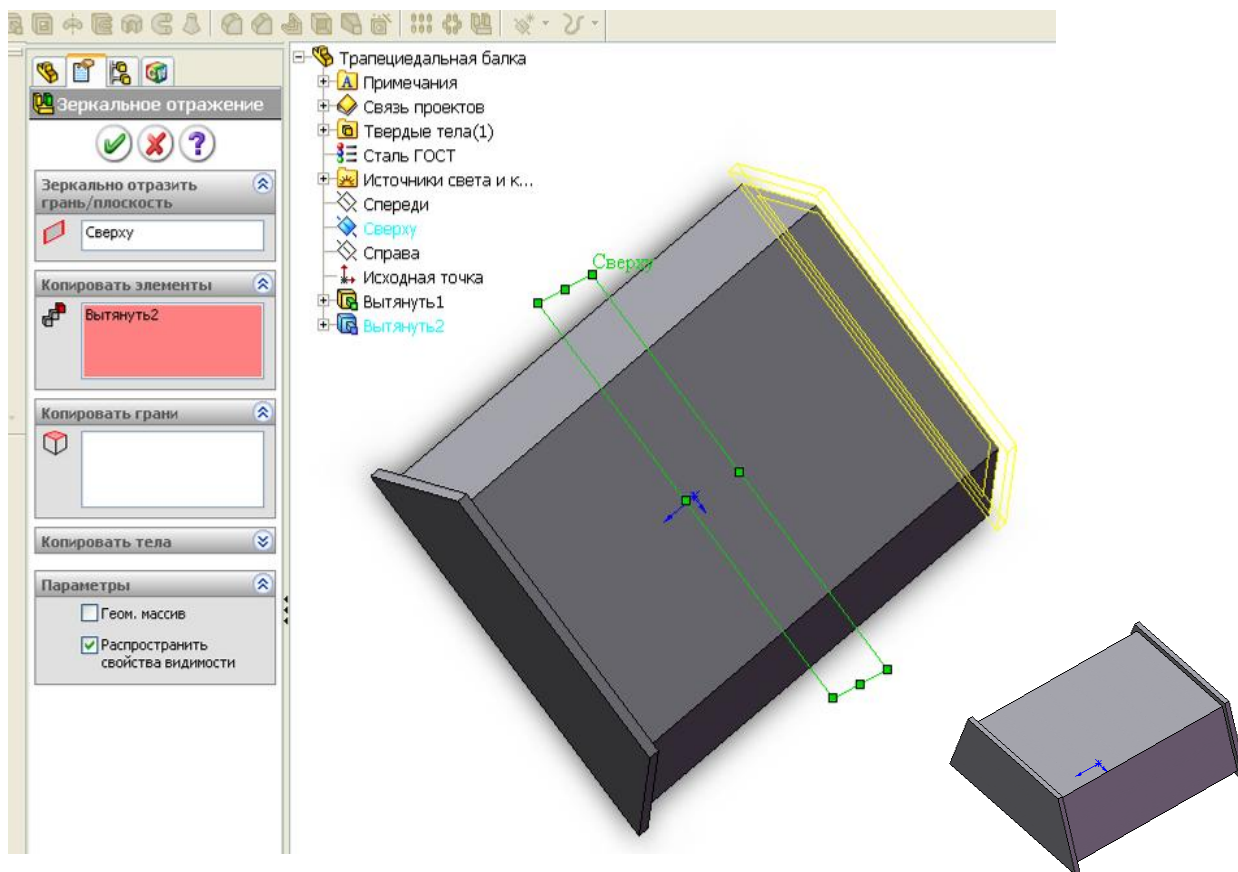 Зеркальное отражение
?
Зеркально отразить
грань/плоскость
Сверху
Копировать элементы
Вытянуть2
Копировать грани
Копировать тела
Параметры
Геом. массив
Распространить
свойства видимости
Трапециедальная балка
A Примечания
Связь проектов
Твердые тела(1)
Сталь ГОСТ
Источники света и к...
Спереди
Сверху
Справа
Исходная точка
Вытянуть1
Вытянуть2
Сверху